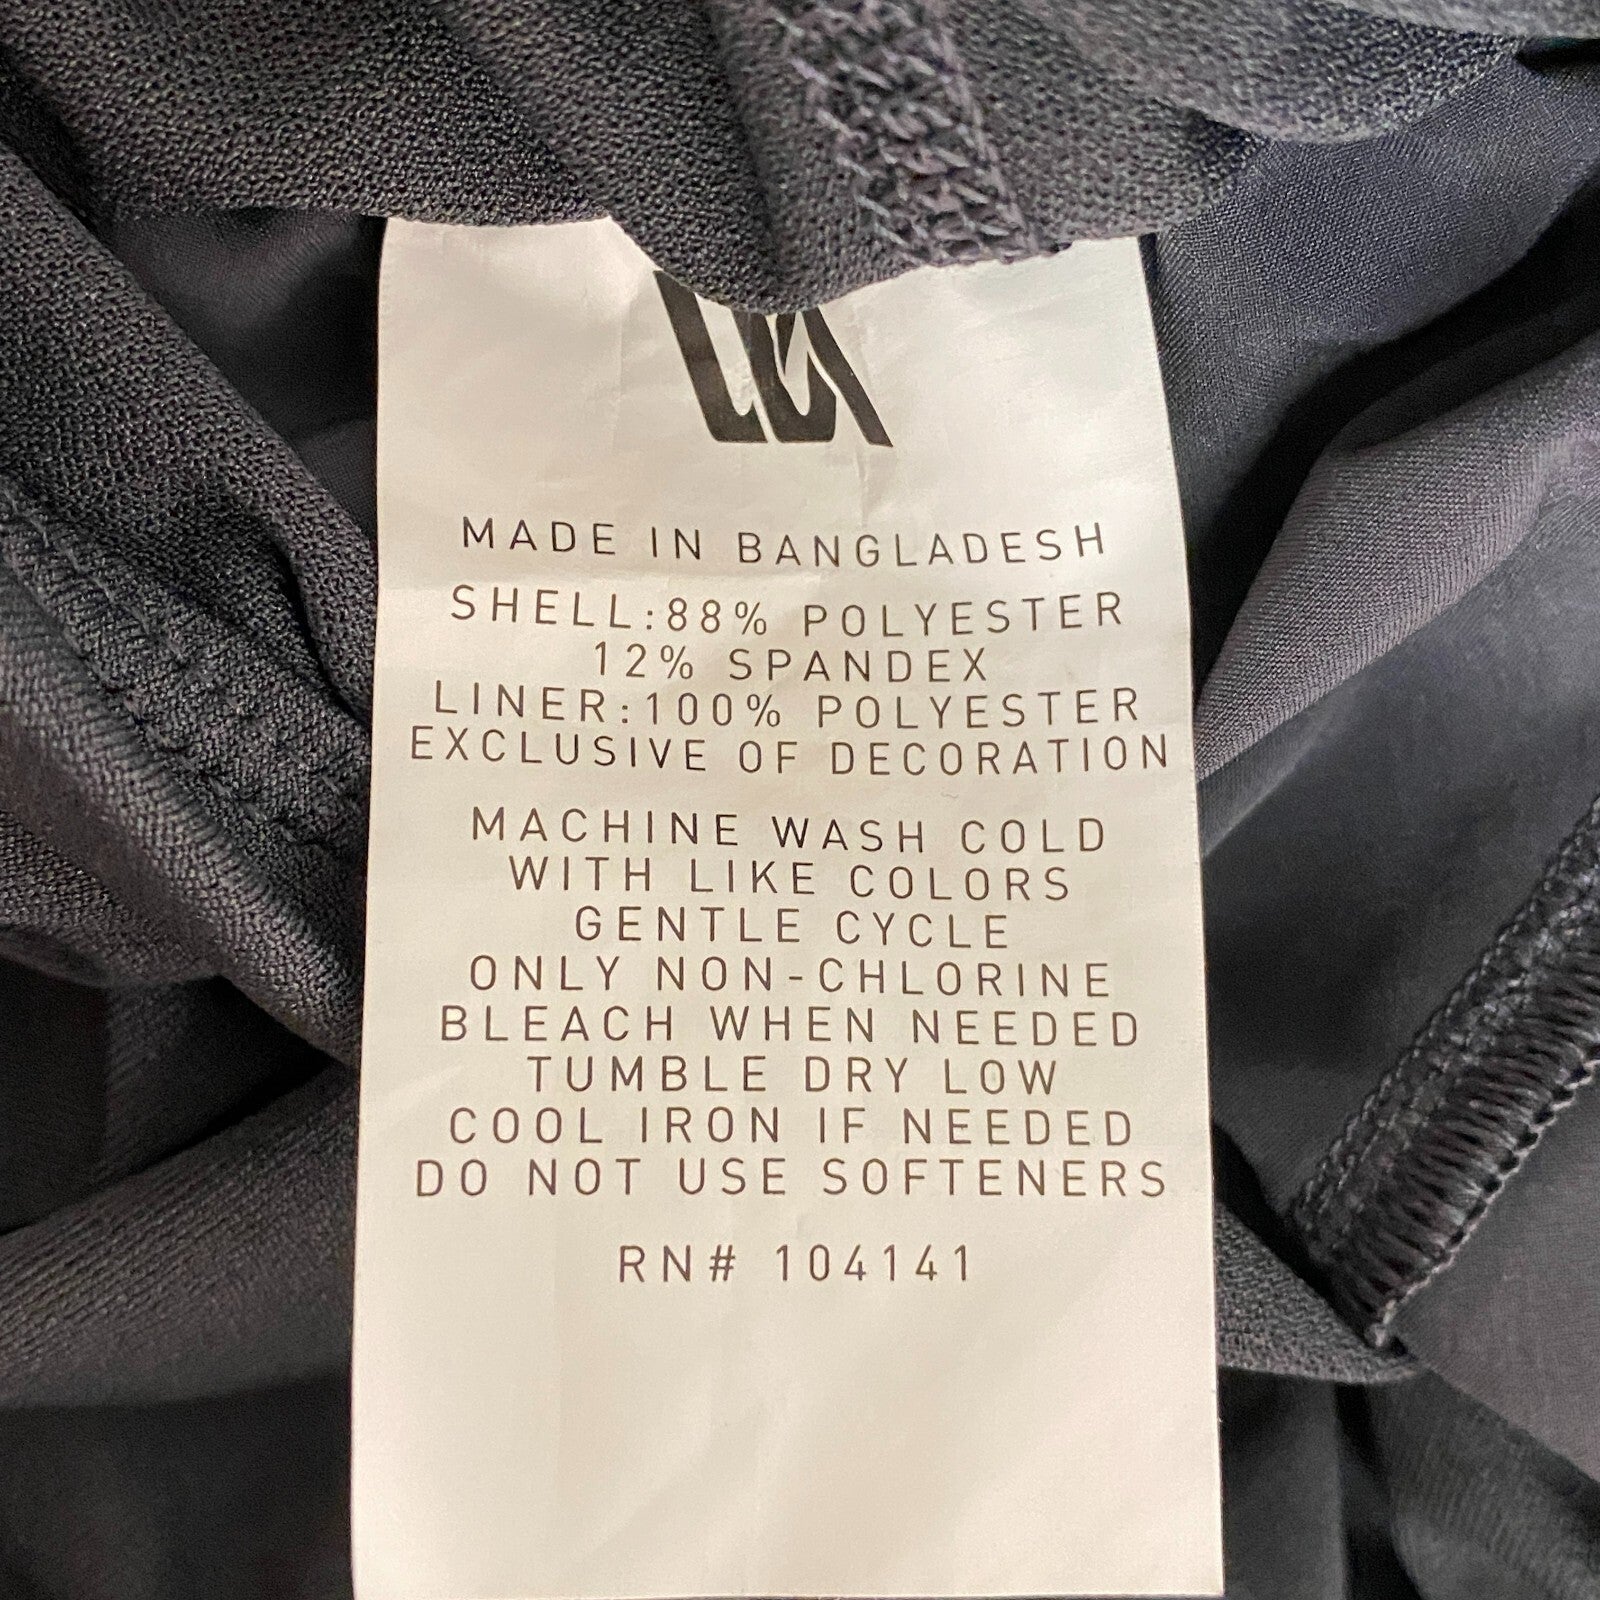 MADE IN BANGLADESH
SHELL:88% POLYESTER
12% SPANDEX
LINER:100% POLYESTER
EXCLUSIVE OF DECORATION
MACHINE WASH COLD
WITH LIKE COLORS
GENTLE CYCLE
ONLY NON-CHLORINE
BLEACH WHEN NEEDED
TUMBLE DRY LOW
COOL IRON IF NEEDED
DO NOT USE SOFTENERS
RN# 104141